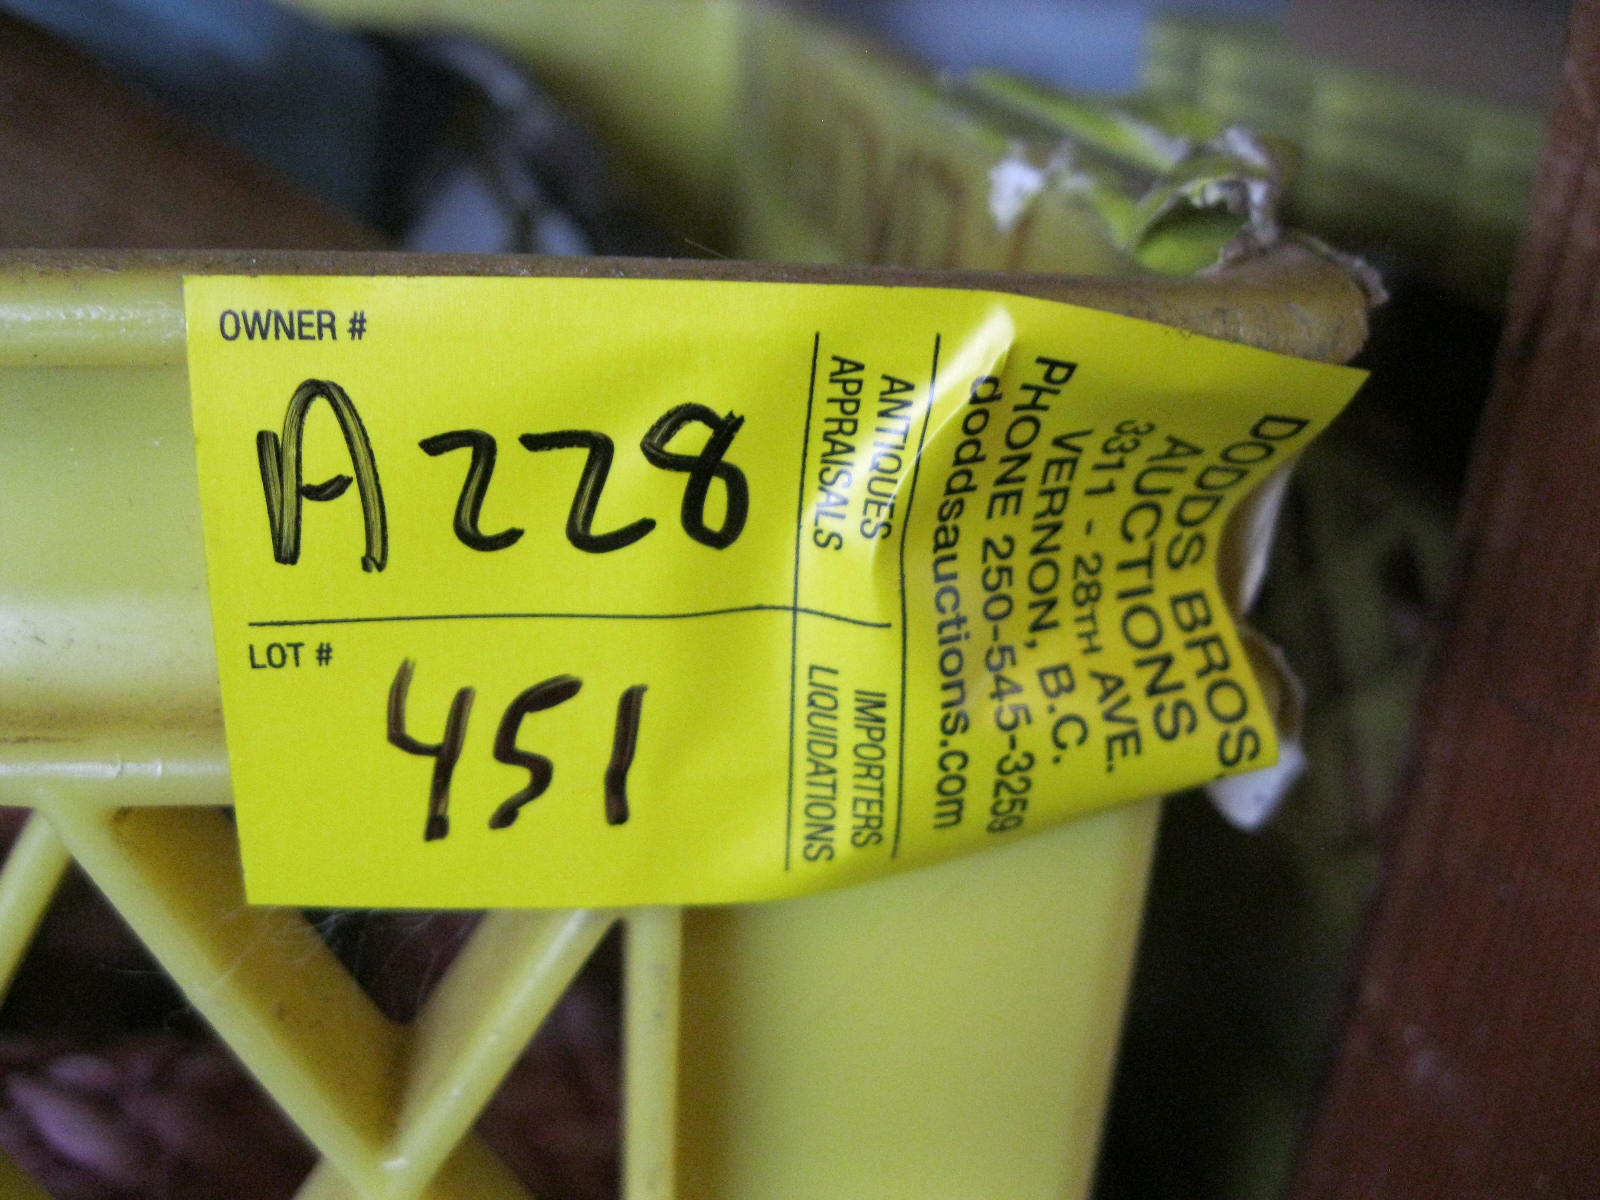 OWNER #
A228
LOT #
451
ANTIQUES
APPRAISALS
IMPORTERS
LIQUIDATIONS
DODDS BROS.
AUCTIONS
3311 - 28TH AVE.
VERNON, B.C.
PHONE 250-545-3259
doddsauctions.com